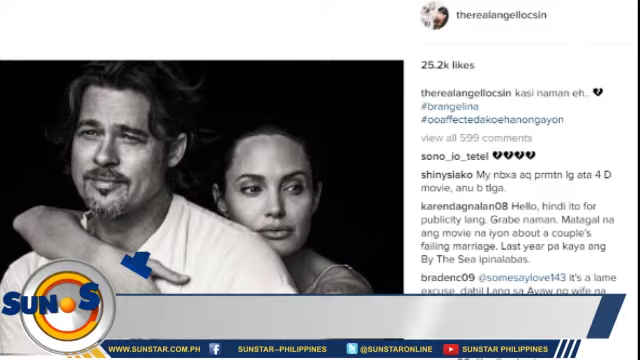 therealangellocsin
25.2k likes
therealangellocsin kasi naman eh.. 💔
#brangelina
#ooaffectedakoehanongayon
view all 599 comments
sono_io_tetel 💔💔💔💔
shinysiako My nbxa aq prmtn lg ata 4 D
movie, anu b tlga.
karendagnalan08 Hello, hindi ito for
publicity lang. Grabe naman. Matagal na
ang movie na iyon about a couple's
failing marriage. Last year pa kaya ang
By The Sea ipinalabas.
bradenc09 @somesaylove143 it's a lame
excuse, dahil Lang sa Ayaw ng wife na
SUN S
WWW.SUNSTAR.COM.PH SUNSTAR--PHILIPPINES @SUNSTARONLINE SUNSTAR PHILIPPINES